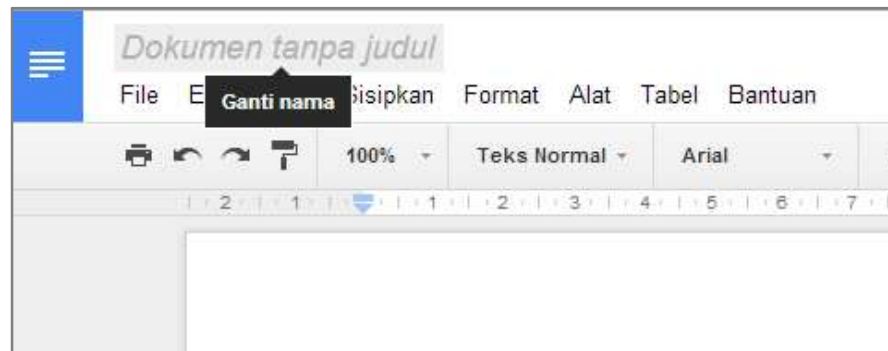 Dokumen tanpa judul
File E Ganti nama Sisipkan Format Alat Tabel Bantuan
100% Teks Normal Arial
2 1 1 2 3 4 5 6 7